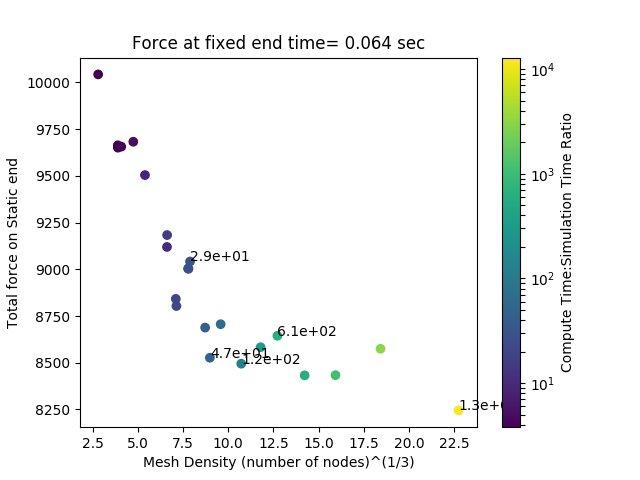 Force at fixed end time= 0.064 sec
Total force on Static end
10000
9750
9500
9250
9000
8750
8500
8250
2.9e+01
6.1e+02
4.7e+01
1.2e+02
2.5
5.0
7.5
10.0
12.5
15.0
17.5
20.0
22.5
Mesh Density (number of nodes)^(1/3)
10^4
10^3
10^2
10^1
Compute Time:Simulation Time Ratio